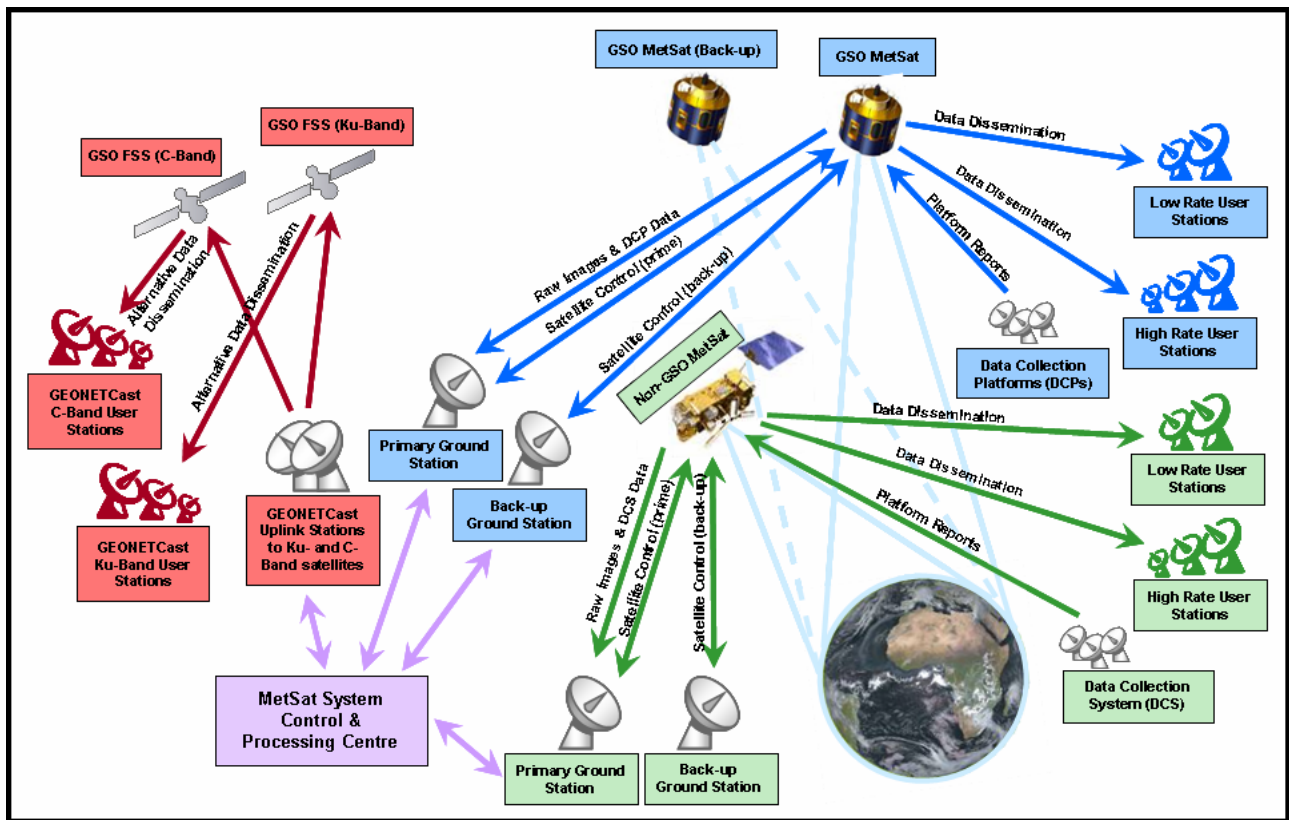 GSO MetSat (Back-up)
GSO MetSat
GSO FSS (Ku-Band)
GSO FSS (C-Band)
Data Dissemination
Data Dissemination
Platform Reports
Low Rate User
Stations
High Rate User
Stations
Data Collection
Platforms (DCPs)
Raw Images & DCP Data
Satellite Control (prime)
Satellite Control (back-up)
Alternative Data
Dissemination
Alternative Data Dissemination
GEONETCast
C-Band User
Stations
GEONETCast
Ku-Band User
Stations
GEONETCast
Uplink Stations
to Ku- and C-
Band satellites
Primary Ground
Station
Back-up
Ground Station
Non-GSO MetSat
Data Dissemination
Data Dissemination
Platform Reports
Low Rate User
Stations
High Rate User
Stations
Data Collection
System (DCS)
Raw Images & DCS Data
Satellite Control (prime)
Satellite Control (back-up)
MetSat System
Control &
Processing Centre
Primary Ground
Station
Back-up
Ground Station